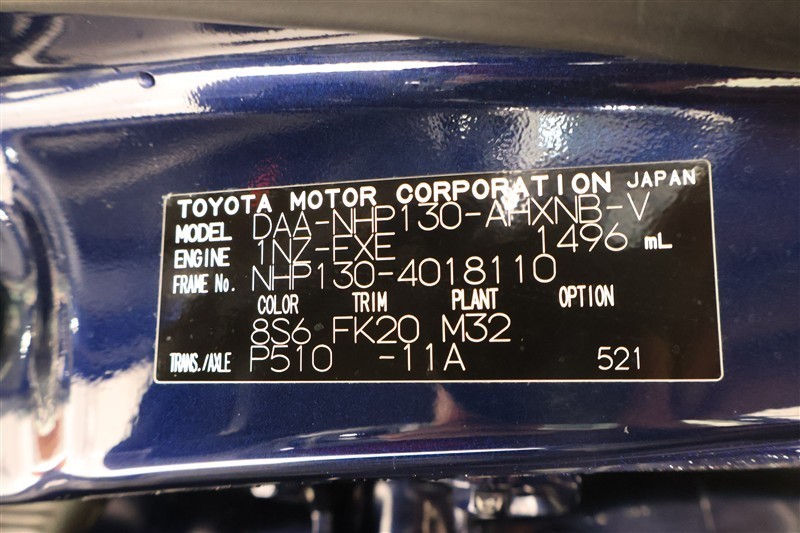 TOYOTA MOTOR CORPORATION JAPAN
MODEL DAA-NHP130-AHXNB-V
ENGINE 1NZ-EXE 1496 mL
FRAME No. NHP130-4018110
COLOR TRIM PLANT OPTION
8S6 FK20 M32
TRANS./AXLE P510 -11A 521